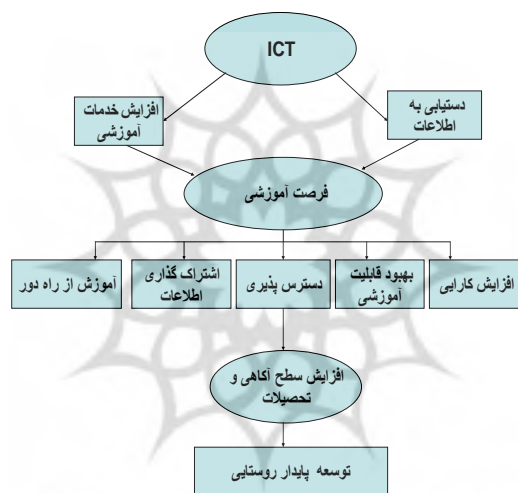 ICT
دستیابی به
اطلاعات
افزایش خدمات
آموزشی
فرصت آموزشی
افزایش کارایی
بهبود قابلیت
آموزشی
دسترس پذیری
اشتراک گذاری
اطلاعات
آموزش از راه دور
افزایش سطح آگاهی و
تحصیلات
توسعه پایدار روستایی